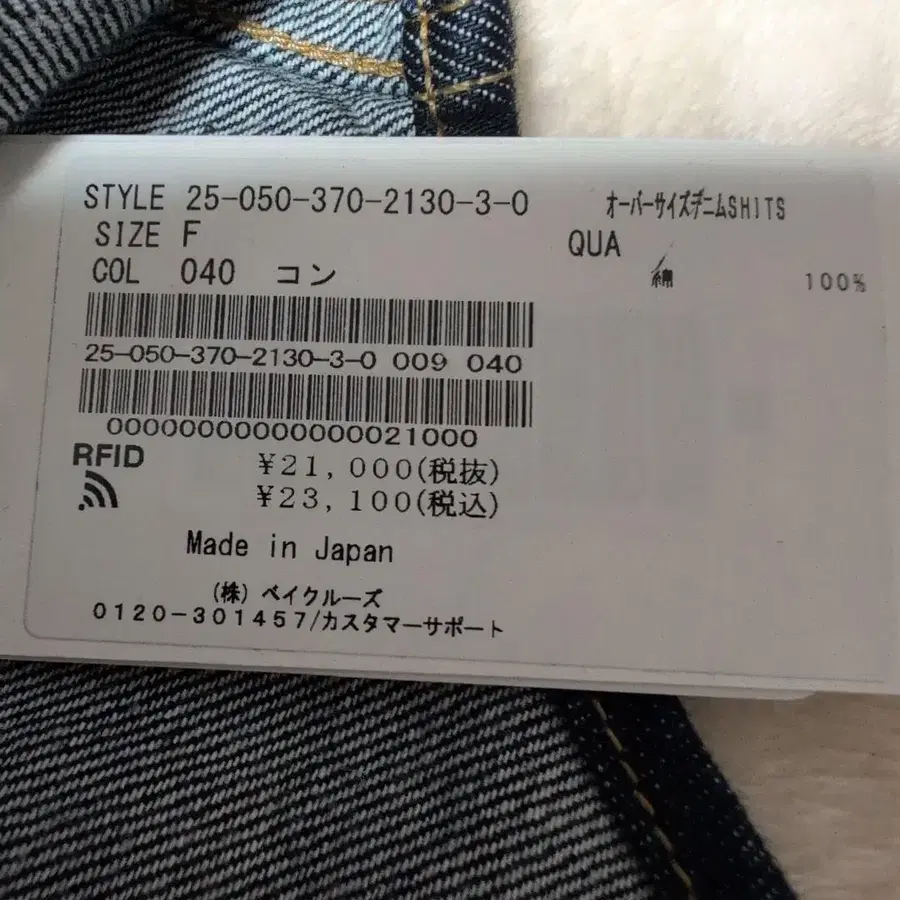 STYLE 25-050-370-2130-3-0
SIZE F
COL 040 コン
25-050-370-2130-3-0 009 040
00000000000000021000
RFID
¥21,000(税抜)
¥23,100(税込)
Made in Japan
(株) ベイクルーズ
0120-301457/カスタマーサポート
オーバーサイズデニムSHITS
QUA
綿 100%